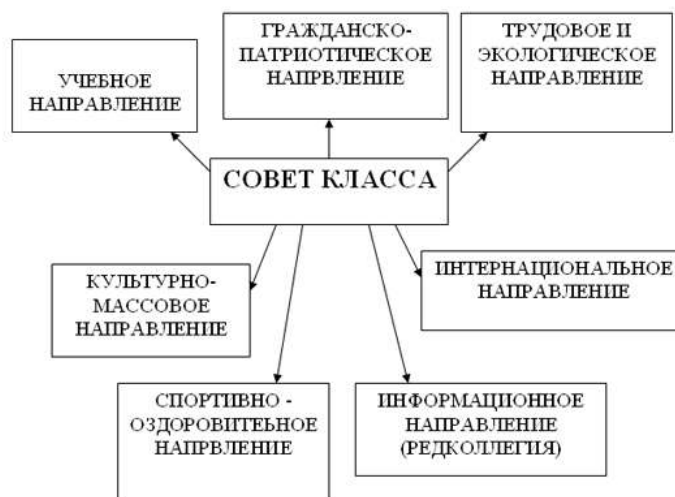 УЧЕБНОЕ
НАПРАВЛЕНИЕ
ГРАЖДАНСКО-
ПАТРИОТИЧЕСКОЕ
НАПРВЛЕНИЕ
ТРУДОВОЕ И
ЭКОЛОГИЧЕСКОЕ
НАПРАВЛЕНИЕ
СОВЕТ КЛАССА
КУЛЬТУРНО-
МАССОВОЕ
НАПРАВЛЕНИЕ
ИНТЕРНАЦИОНАЛЬНОЕ
НАПРАВЛЕНИЕ
СПОРТИВНО -
ОЗДОРОВИТЕЬНОЕ
НАПРВЛЕНИЕ
ИНФОРМАЦИОННОЕ
НАПРАВЛЕНИЕ
(РЕДКОЛЛЕГИЯ)